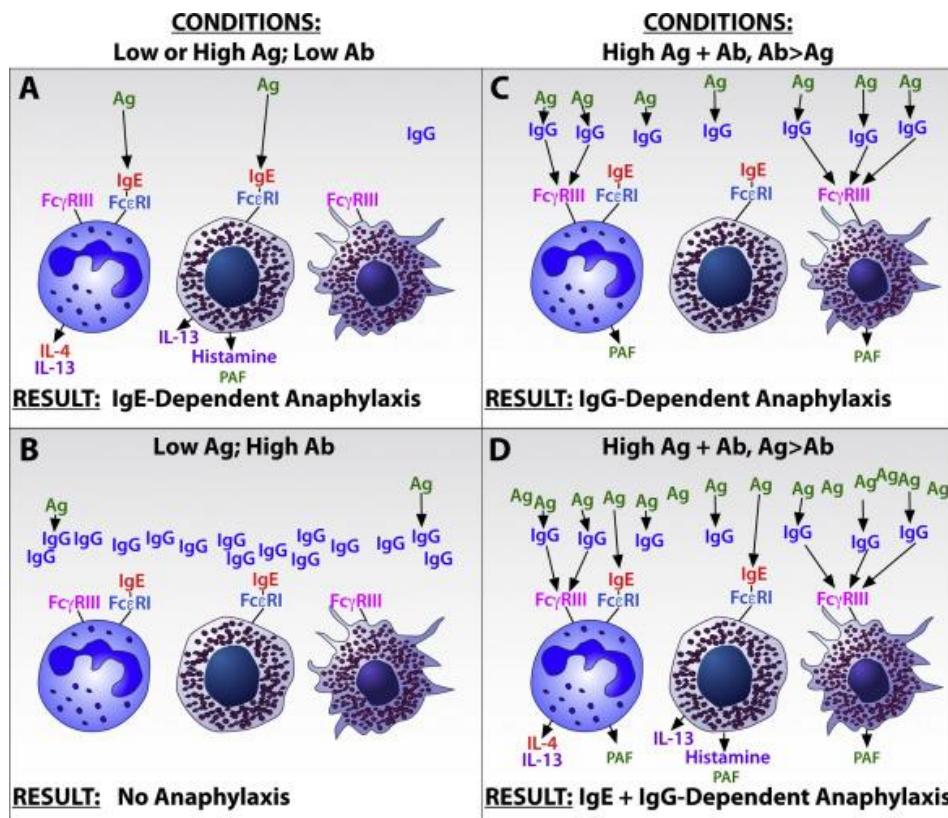 CONDITIONS:
Low or High Ag; Low Ab
A
Ag
Ag
IgG
IgE
IgE
FcγRIII
FcεRI
FcεRI
FcγRIII
IL-4
IL-13
IL-13
Histamine
PAF
RESULT: IgE-Dependent Anaphylaxis
CONDITIONS:
High Ag + Ab, Ab>Ag
C
Ag Ag Ag Ag Ag Ag Ag
IgG IgG IgG IgG IgG IgG IgG
IgE
IgE
FcγRIII
FcεRI
FcεRI
FcγRIII
PAF
PAF
RESULT: IgG-Dependent Anaphylaxis
B
Low Ag; High Ab
Ag
Ag
IgG IgG IgG IgG IgG IgG IgG IgG IgG IgG
IgG IgG IgG IgG
IgE
IgE
FcγRIII
FcεRI
FcεRI
FcγRIII
RESULT: No Anaphylaxis
D
High Ag + Ab, Ag>Ab
Ag Ag Ag Ag Ag Ag Ag Ag Ag Ag Ag Ag Ag Ag
IgG IgG IgG IgG IgG IgG IgG
IgE
IgE
FcγRIII
FcεRI
FcεRI
FcγRIII
IL-4
IL-13
PAF
IL-13
Histamine
PAF
PAF
RESULT: IgE + IgG-Dependent Anaphylaxis